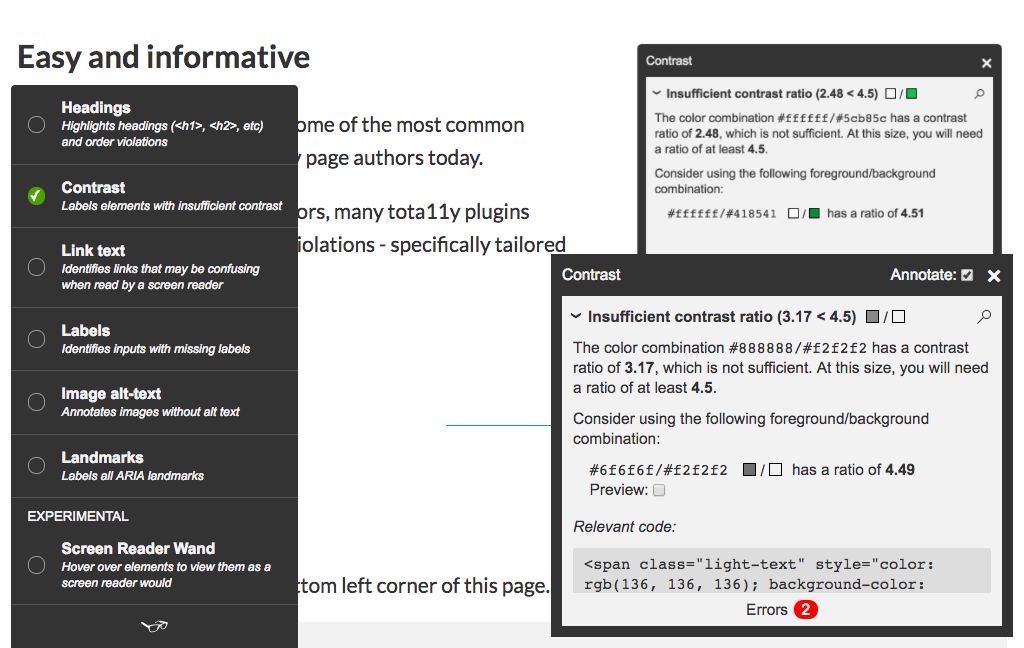 Easy and informative
Headings
Highlights headings (<h1>, <h2>, etc)
and order violations
Contrast
Labels elements with insufficient contrast
Link text
Identifies links that may be confusing
when read by a screen reader
Labels
Identifies inputs with missing labels
Image alt-text
Annotates images without alt text
Landmarks
Labels all ARIA landmarks
EXPERIMENTAL
Screen Reader Wand
Hover over elements to view them as a
screen reader would
ome of the most common
page authors today.
ors, many tota11y plugins
iolations - specifically tailored
ttom left corner of this page.
Contrast
Insufficient contrast ratio (2.48 < 4.5) /
The color combination #ffffff/#5cb85c has a contrast
ratio of 2.48, which is not sufficient. At this size, you will need
a ratio of at least 4.5.
Consider using the following foreground/background
combination:
#ffffff/#418541 / has a ratio of 4.51
Contrast Annotate:
Insufficient contrast ratio (3.17 < 4.5) /
The color combination #888888/#f2f2f2 has a contrast
ratio of 3.17, which is not sufficient. At this size, you will need
a ratio of at least 4.5.
Consider using the following foreground/background
combination:
#6f6f6f/#f2f2f2 / has a ratio of 4.49
Preview:
Relevant code:
<span class="light-text" style="color:
rgb(136, 136, 136); background-color:
Errors 2